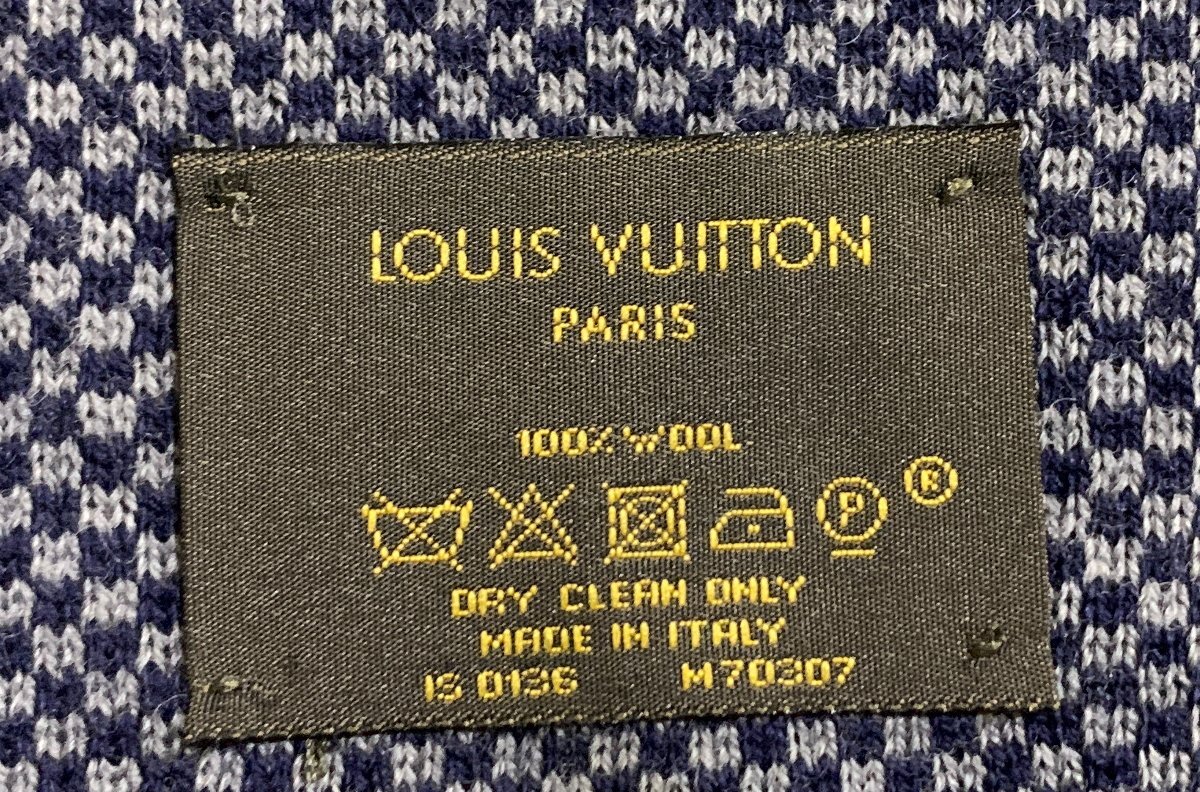 LOUIS VUITTON
PARIS
100% WOOL
P ®
DRY CLEAN ONLY
MADE IN ITALY
IS 0136 M70307